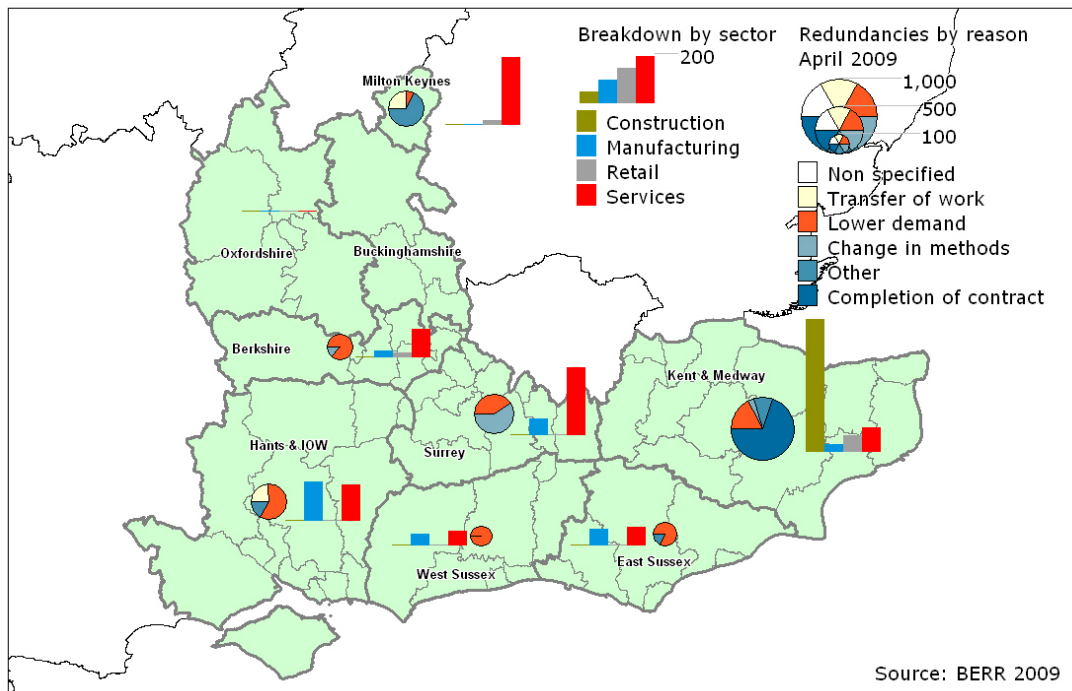 Breakdown by sector
200
Construction
Manufacturing
Retail
Services
Redundancies by reason
April 2009
1,000
500
100
Non specified
Transfer of work
Lower demand
Change in methods
Other
Completion of contract
Milton Keynes
Oxfordshire
Buckinghamshire
Berkshire
Kent & Medway
Hants & IOW
Surrey
West Sussex
East Sussex
Source: BERR 2009